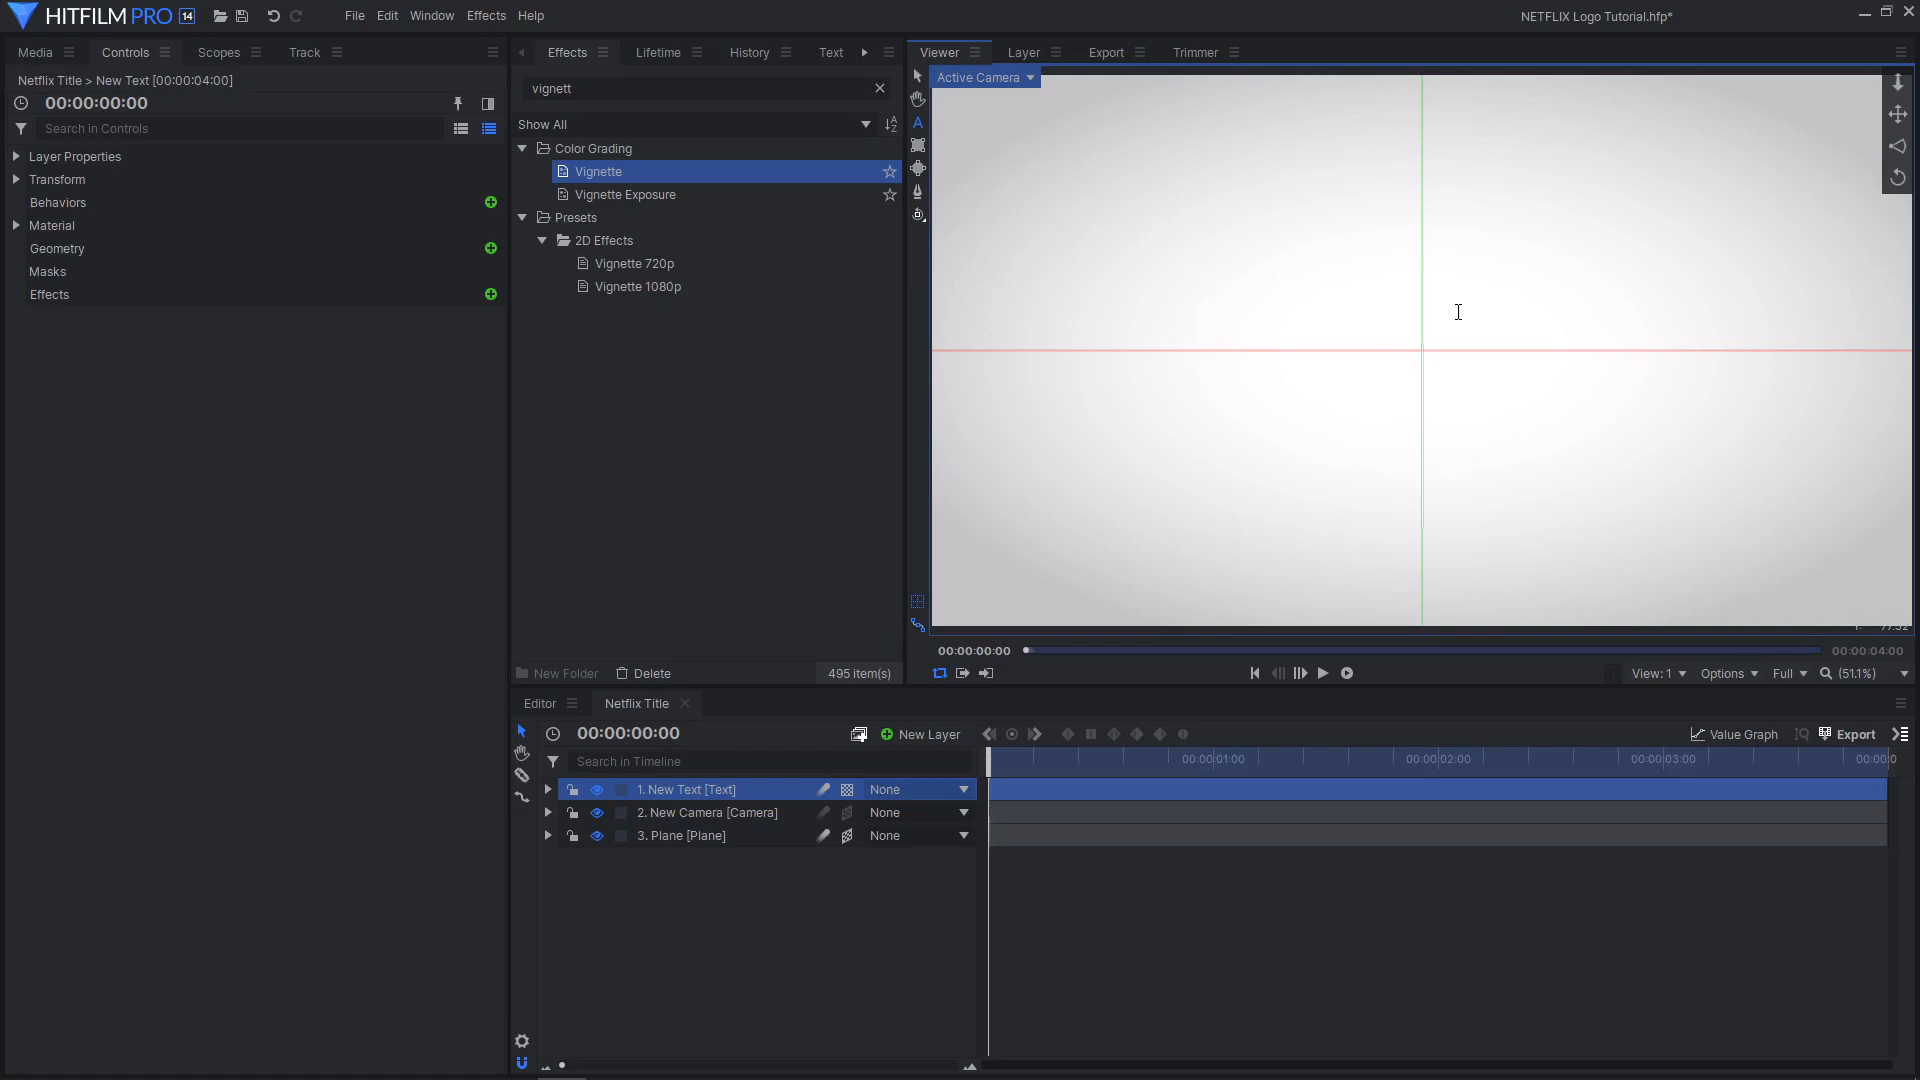 HITFILM PRO 14
File Edit Window Effects Help
NETFLIX Logo Tutorial.hfp*
Media Controls Scopes Track
Netflix Title > New Text [00:00:04:00]
00:00:00:00
Search in Controls
Layer Properties
Transform
Behaviors
Material
Geometry
Masks
Effects
Effects Lifetime History Text
vignett
Show All
Color Grading
Vignette
Vignette Exposure
Presets
2D Effects
Vignette 720p
Vignette 1080p
New Folder Delete 495 item(s)
Viewer Layer Export Trimmer
Active Camera
A
00:00:00:00 00:00:04:00
View: 1 Options Full (51.1%)
Editor Netflix Title
00:00:00:00 New Layer Value Graph Export
Search in Timeline
00:00:01:00 00:00:02:00 00:00:03:00 00:00:0
1. New Text [Text] None
2. New Camera [Camera] None
3. Plane [Plane] None